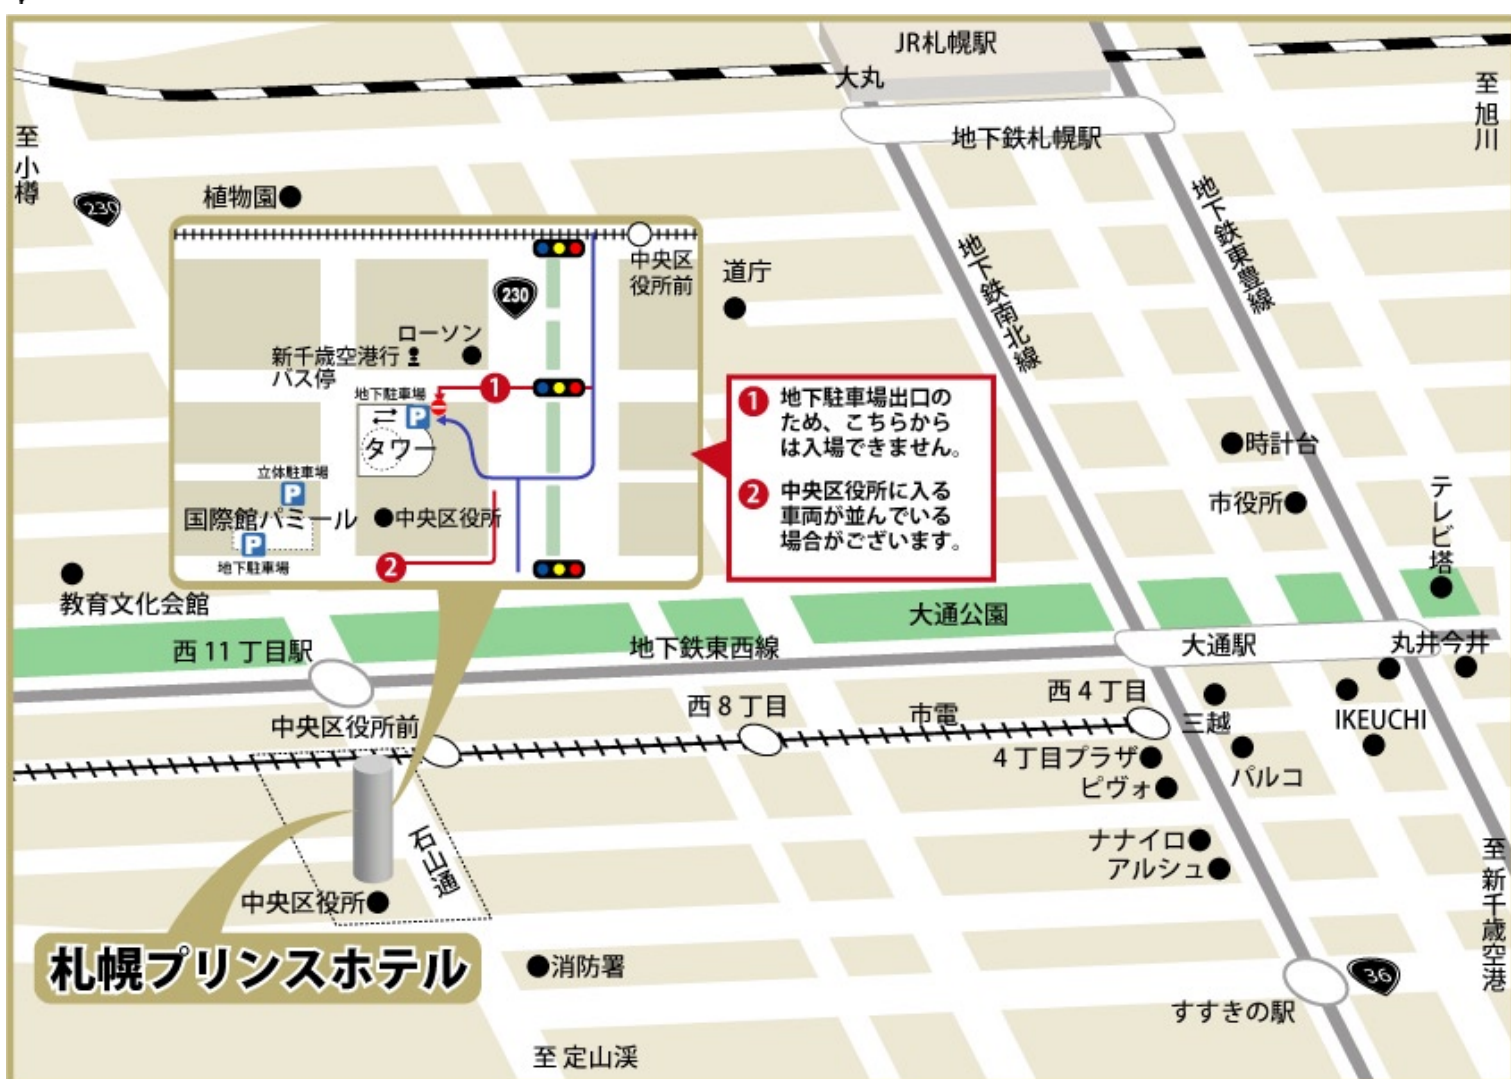 JR札幌駅
大丸
地下鉄札幌駅
至旭川
至小樽
230
植物園
地下鉄東豊線
地下鉄南北線
中央区
役所前
道庁
230
ローソン
新千歳空港行
バス停
地下駐車場
P
タワー
1
立体駐車場
P
国際館パミール
P
地下駐車場
中央区役所
2
1 地下駐車場出口の
ため、こちらから
は入場できません。
2 中央区役所に入る
車両が並んでいる
場合がございます。
時計台
市役所
テレビ塔
教育文化会館
大通公園
西11丁目駅
地下鉄東西線
大通駅
丸井今井
中央区役所前
西8丁目
市電
西4丁目
三越
IKEUCHI
4丁目プラザ
ピヴォ
パルコ
ナナイロ
アルシュ
石山通
中央区役所
札幌プリンスホテル
消防署
至新千歳空港
36
すすきの駅
至 定山渓